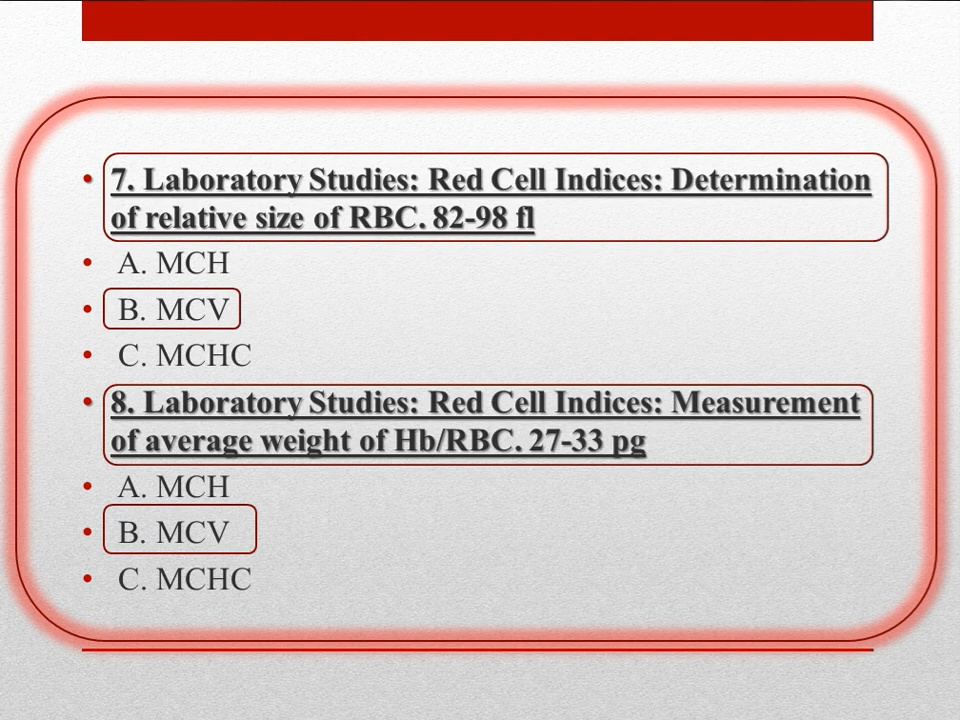 • 7. Laboratory Studies: Red Cell Indices: Determination
of relative size of RBC. 82-98 fl
• A. MCH
• B. MCV
• C. MCHC
• 8. Laboratory Studies: Red Cell Indices: Measurement
of average weight of Hb/RBC. 27-33 pg
• A. MCH
• B. MCV
• C. MCHC